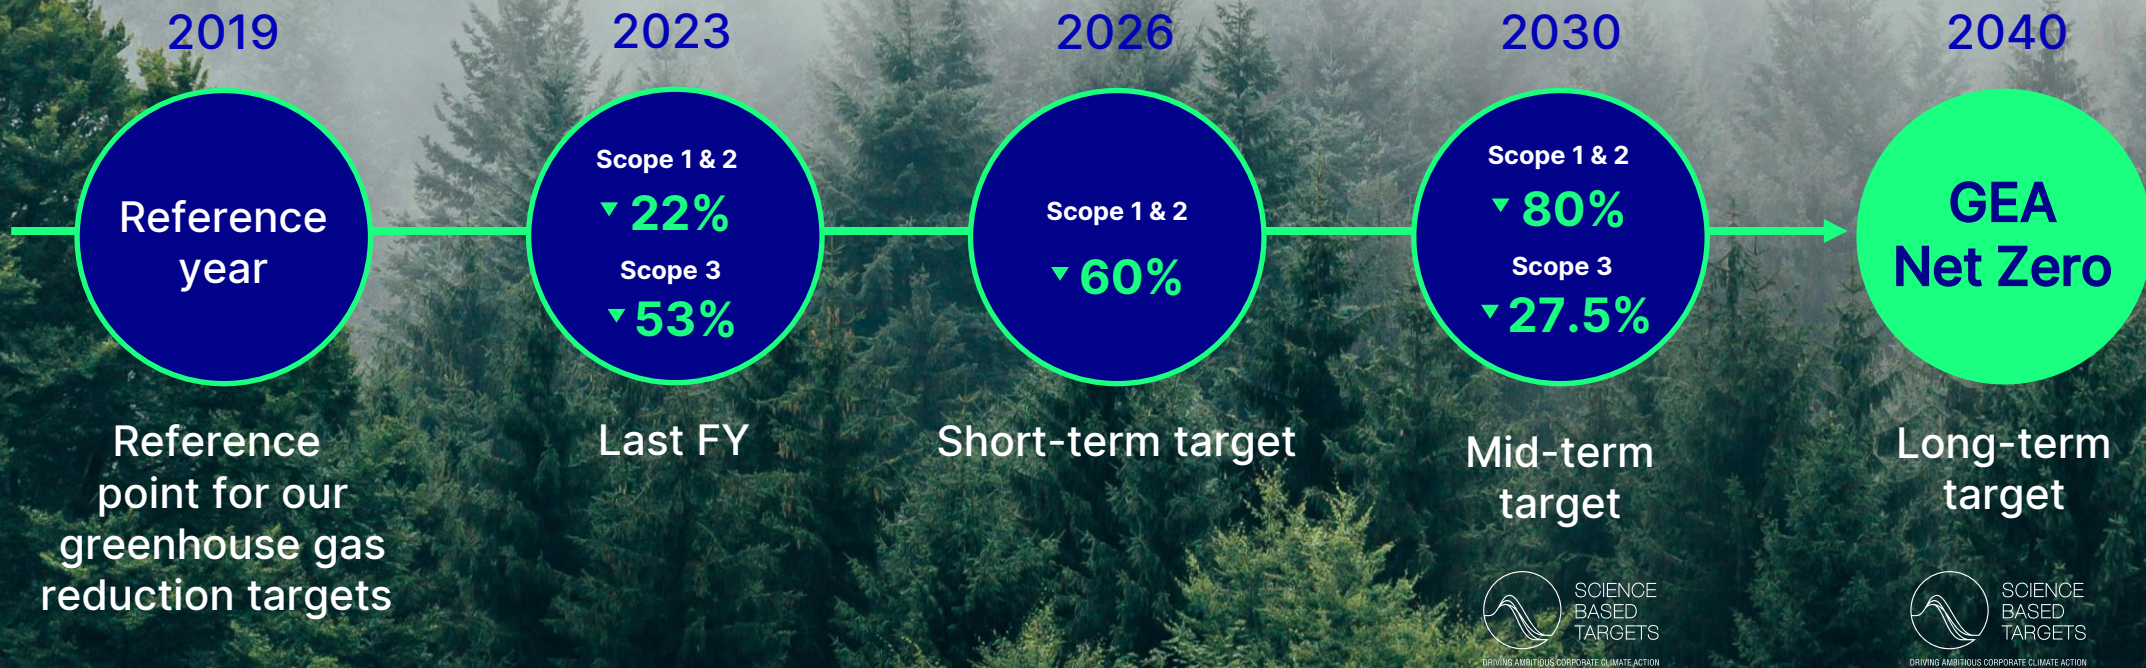 2019
Reference
year
Reference
point for our
greenhouse gas
reduction targets
2023
Scope 1 & 2
22%
Scope 3
53%
Last FY
2026
Scope 1 & 2
60%
Short-term target
2030
Scope 1 & 2
80%
Scope 3
27.5%
Mid-term
target
SCIENCE
BASED
TARGETS
DRIVING AMBITIOUS CORPORATE CLIMATE ACTION
2040
GEA
Net Zero
Long-term
target
SCIENCE
BASED
TARGETS
DRIVING AMBITIOUS CORPORATE CLIMATE ACTION